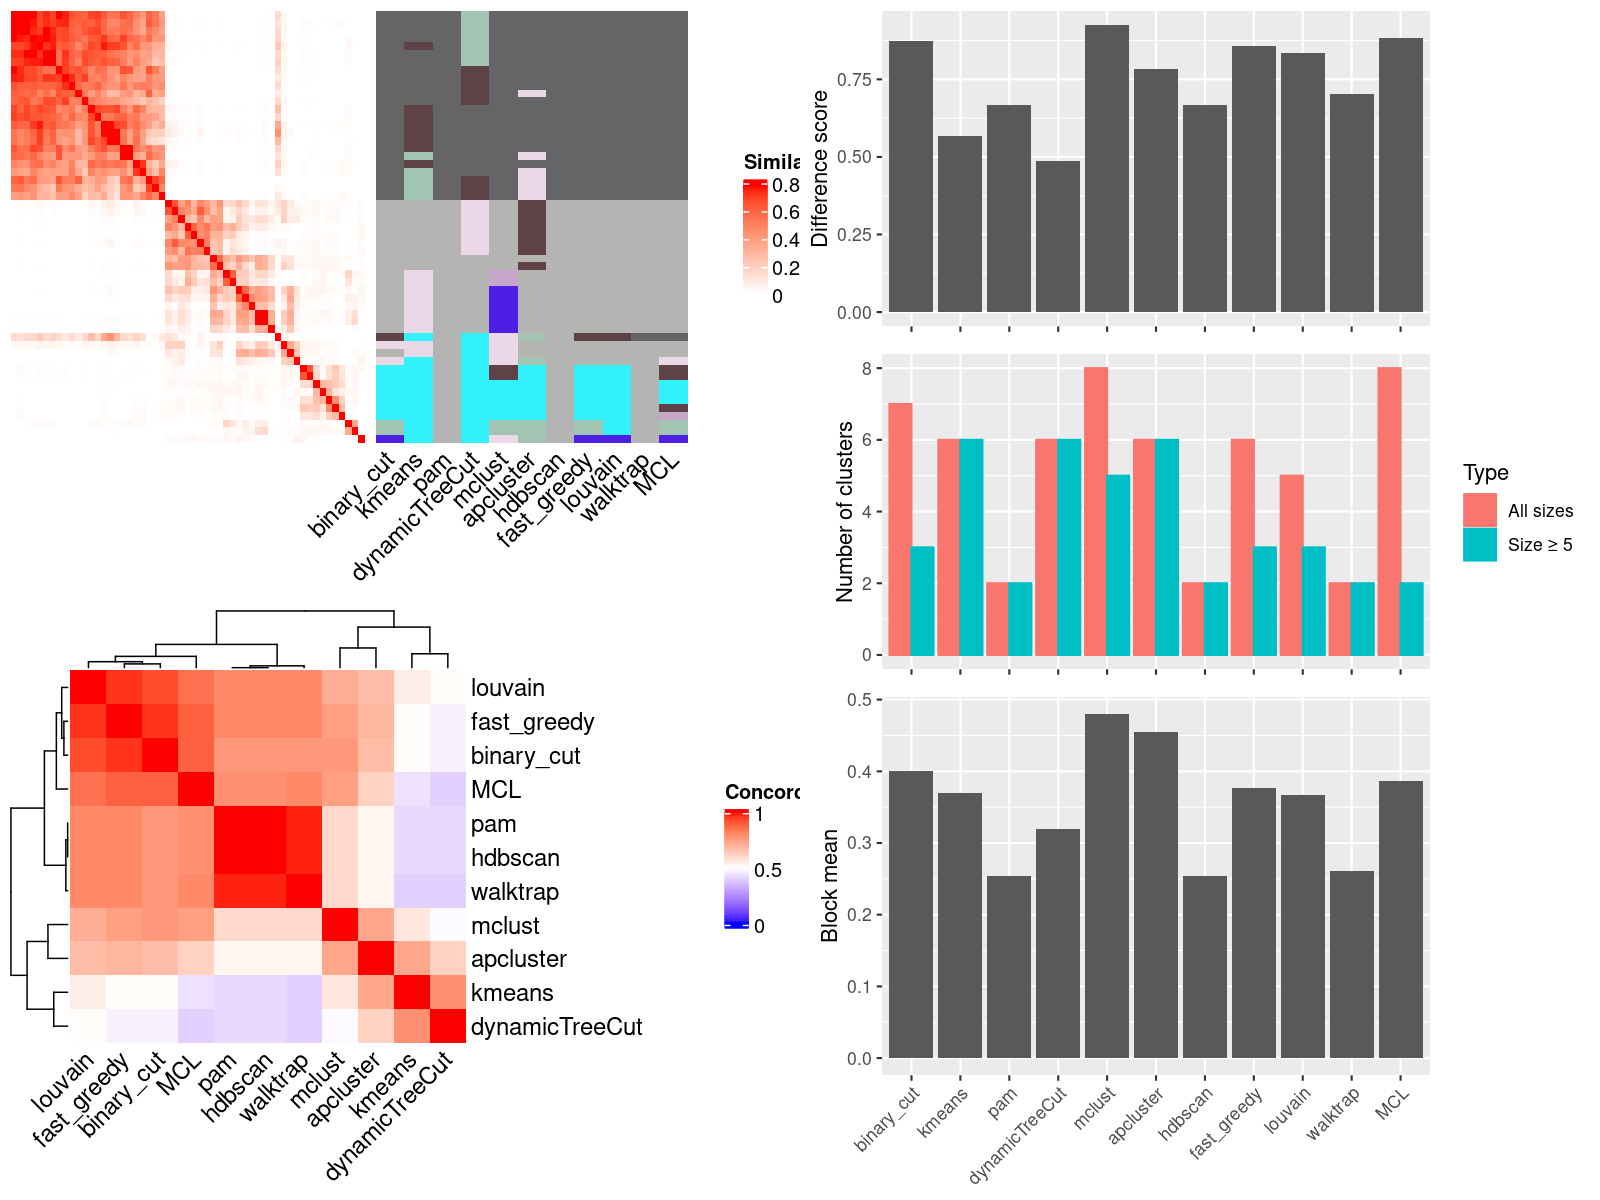 Simila
0.8
0.6
0.4
0.2
0
binary_cut
kmeans
pam
dynamicTreeCut
mclust
apcluster
hdbscan
fast_greedy
louvain
walktrap
MCL
louvain
fast_greedy
binary_cut
MCL
pam
hdbscan
walktrap
mclust
apcluster
kmeans
dynamicTreeCut
louvain
fast_greedy
binary_cut
MCL
pam
hdbscan
walktrap
mclust
apcluster
kmeans
dynamicTreeCut
Concord
1
0.5
0
Difference score
0.75
0.50
0.25
0.00
Number of clusters
8
6
4
2
0
Type
All sizes
Size ≥ 5
Block mean
0.5
0.4
0.3
0.2
0.1
0.0
binary_cut
kmeans
pam
dynamicTreeCut
mclust
apcluster
hdbscan
fast_greedy
louvain
walktrap
MCL